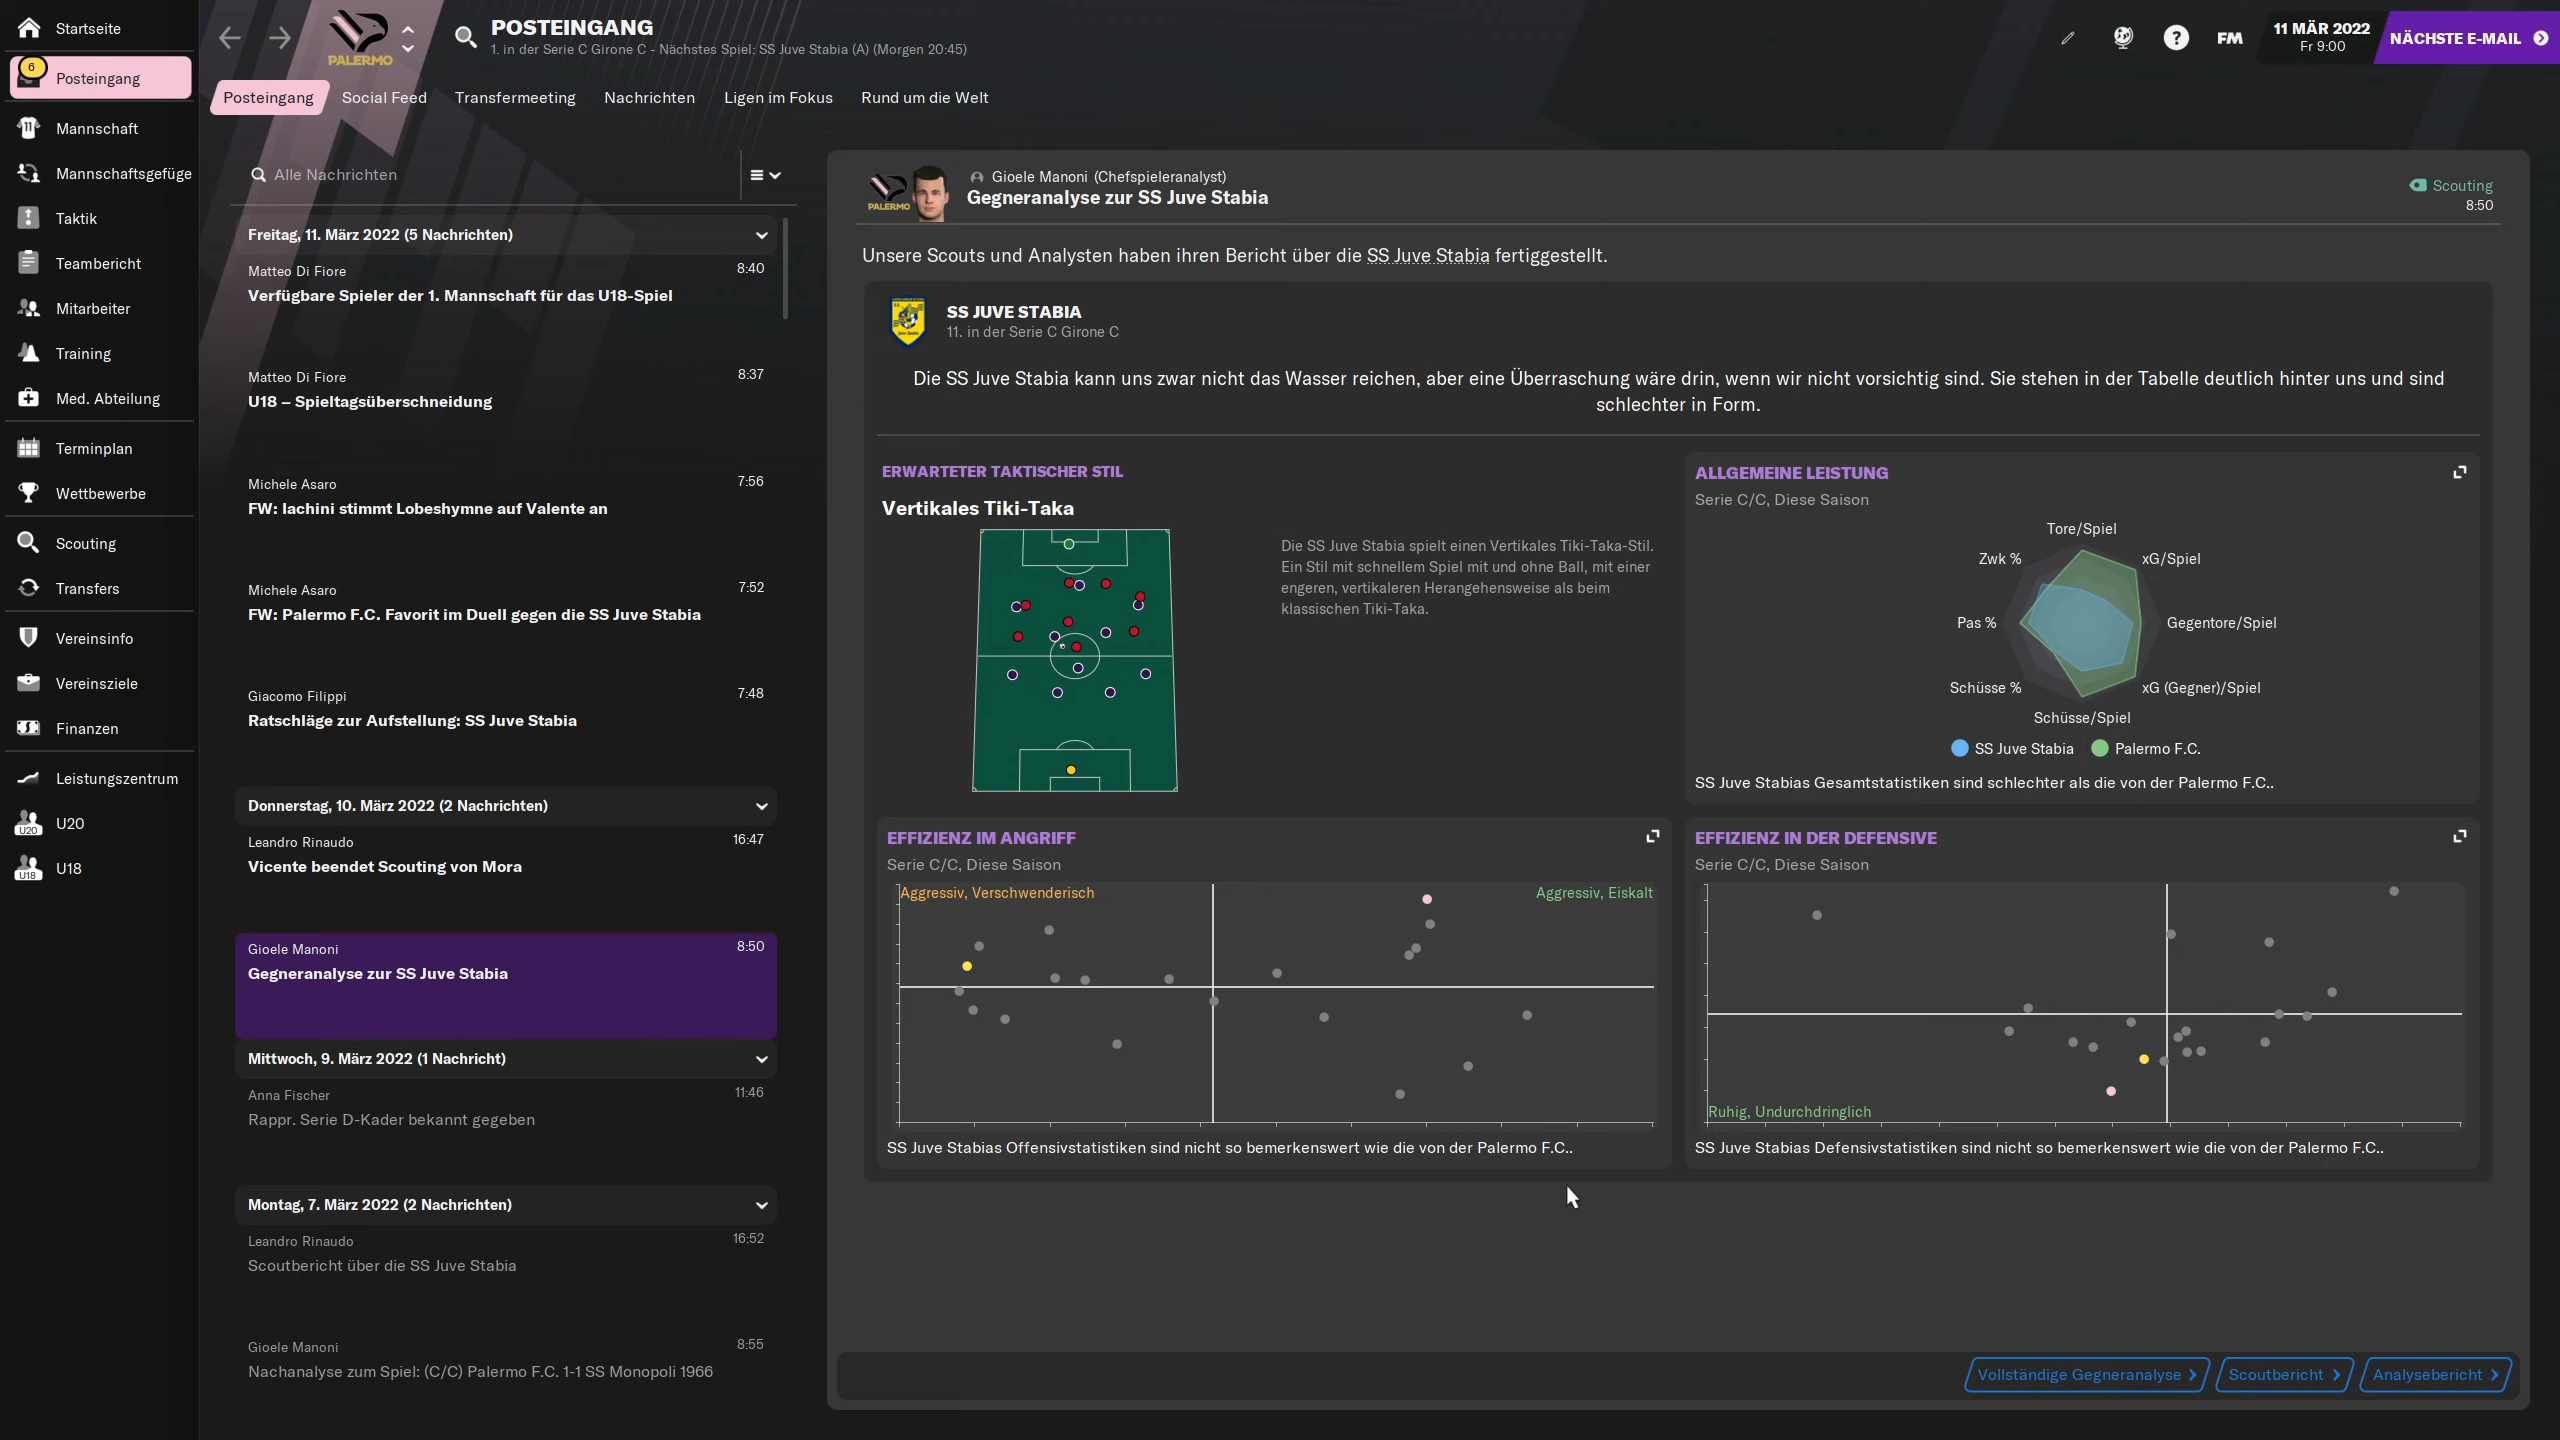 Startseite
6
Posteingang
Mannschaft
Mannschaftsgefüge
Taktik
Teambericht
Mitarbeiter
Training
Med. Abteilung
Terminplan
Wettbewerbe
Scouting
Transfers
Vereinsinfo
Vereinsziele
Finanzen
Leistungszentrum
U20
U20
U18
U18
PALERMO
POSTEINGANG
1. in der Serie C Girone C - Nächstes Spiel: SS Juve Stabia (A) (Morgen 20:45)
FM
11 MÄR 2022
Fr 9:00
NÄCHSTE E-MAIL
Posteingang
Social Feed
Transfermeeting
Nachrichten
Ligen im Fokus
Rund um die Welt
Alle Nachrichten
Freitag, 11. März 2022 (5 Nachrichten)
Matteo Di Fiore 8:40
Verfügbare Spieler der 1. Mannschaft für das U18-Spiel
Matteo Di Fiore 8:37
U18 – Spieltagsüberschneidung
Michele Asaro 7:56
FW: Iachini stimmt Lobeshymne auf Valente an
Michele Asaro 7:52
FW: Palermo F.C. Favorit im Duell gegen die SS Juve Stabia
Giacomo Filippi 7:48
Ratschläge zur Aufstellung: SS Juve Stabia
Donnerstag, 10. März 2022 (2 Nachrichten)
Leandro Rinaudo 16:47
Vicente beendet Scouting von Mora
Gioele Manoni 8:50
Gegneranalyse zur SS Juve Stabia
Mittwoch, 9. März 2022 (1 Nachricht)
Anna Fischer 11:46
Rappr. Serie D-Kader bekannt gegeben
Montag, 7. März 2022 (2 Nachrichten)
Leandro Rinaudo 16:52
Scoutbericht über die SS Juve Stabia
Gioele Manoni 8:55
Nachanalyse zum Spiel: (C/C) Palermo F.C. 1-1 SS Monopoli 1966
PALERMO
Gioele Manoni (Chefspieleranalyst)
Gegneranalyse zur SS Juve Stabia
Scouting
8:50
Unsere Scouts und Analysten haben ihren Bericht über die SS Juve Stabia fertiggestellt.
SS JUVE STABIA
11. in der Serie C Girone C
Die SS Juve Stabia kann uns zwar nicht das Wasser reichen, aber eine Überraschung wäre drin, wenn wir nicht vorsichtig sind. Sie stehen in der Tabelle deutlich hinter uns und sind
schlechter in Form.
ERWARTETER TAKTISCHER STIL
Vertikales Tiki-Taka
Die SS Juve Stabia spielt einen Vertikales Tiki-Taka-Stil.
Ein Stil mit schnellem Spiel mit und ohne Ball, mit einer
engeren, vertikaleren Herangehensweise als beim
klassischen Tiki-Taka.
ALLGEMEINE LEISTUNG
Serie C/C, Diese Saison
Tore/Spiel
Zwk %
xG/Spiel
Pas %
Gegentore/Spiel
Schüsse %
xG (Gegner)/Spiel
Schüsse/Spiel
SS Juve Stabia
Palermo F.C.
SS Juve Stabias Gesamtstatistiken sind schlechter als die von der Palermo F.C..
EFFIZIENZ IM ANGRIFF
Serie C/C, Diese Saison
Aggressiv, Verschwenderisch
Aggressiv, Eiskalt
SS Juve Stabias Offensivstatistiken sind nicht so bemerkenswert wie die von der Palermo F.C..
EFFIZIENZ IN DER DEFENSIVE
Serie C/C, Diese Saison
Ruhig, Undurchdringlich
SS Juve Stabias Defensivstatistiken sind nicht so bemerkenswert wie die von der Palermo F.C..
Vollständige Gegneranalyse
Scoutbericht
Analysebericht